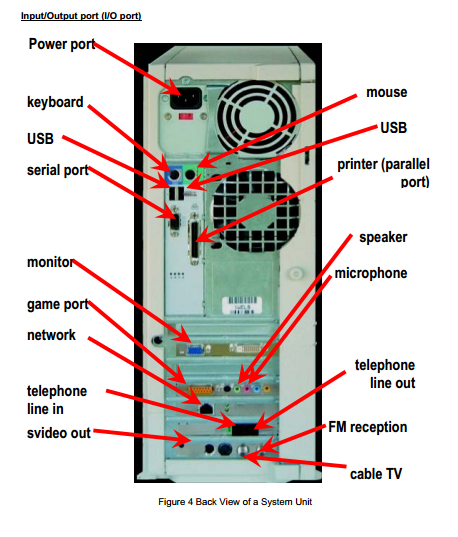 Input/Output port (I/O port)
Power port
keyboard
mouse
USB
USB
serial port
printer (parallel
port)
speaker
monitor
microphone
game port
network
telephone
line out
telephone
line in
FM reception
svideo out
cable TV
Figure 4 Back View of a System Unit